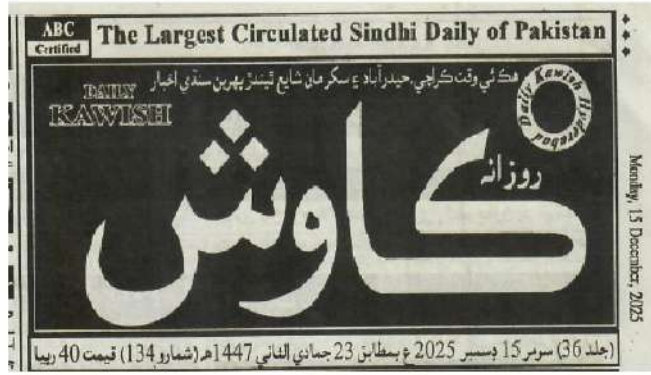 ABC
Certified
The Largest Circulated Sindhi Daily of Pakistan
هڪ ئي وقت ڪراچي، حيدرآباد ۽ سکر مان شايع ٿيندڙ پهرين سنڌي اخبار
DAILY
KAWISH
Daily Kawish Hyderabad
روزانه
ڪاوش
Monday, 15 December, 2025
(جلد 36) سومر 15 ڊسمبر 2025ع بمطابق 23 جمادي الثاني 1447ھ (شمارو 134) قيمت 40 رپيا